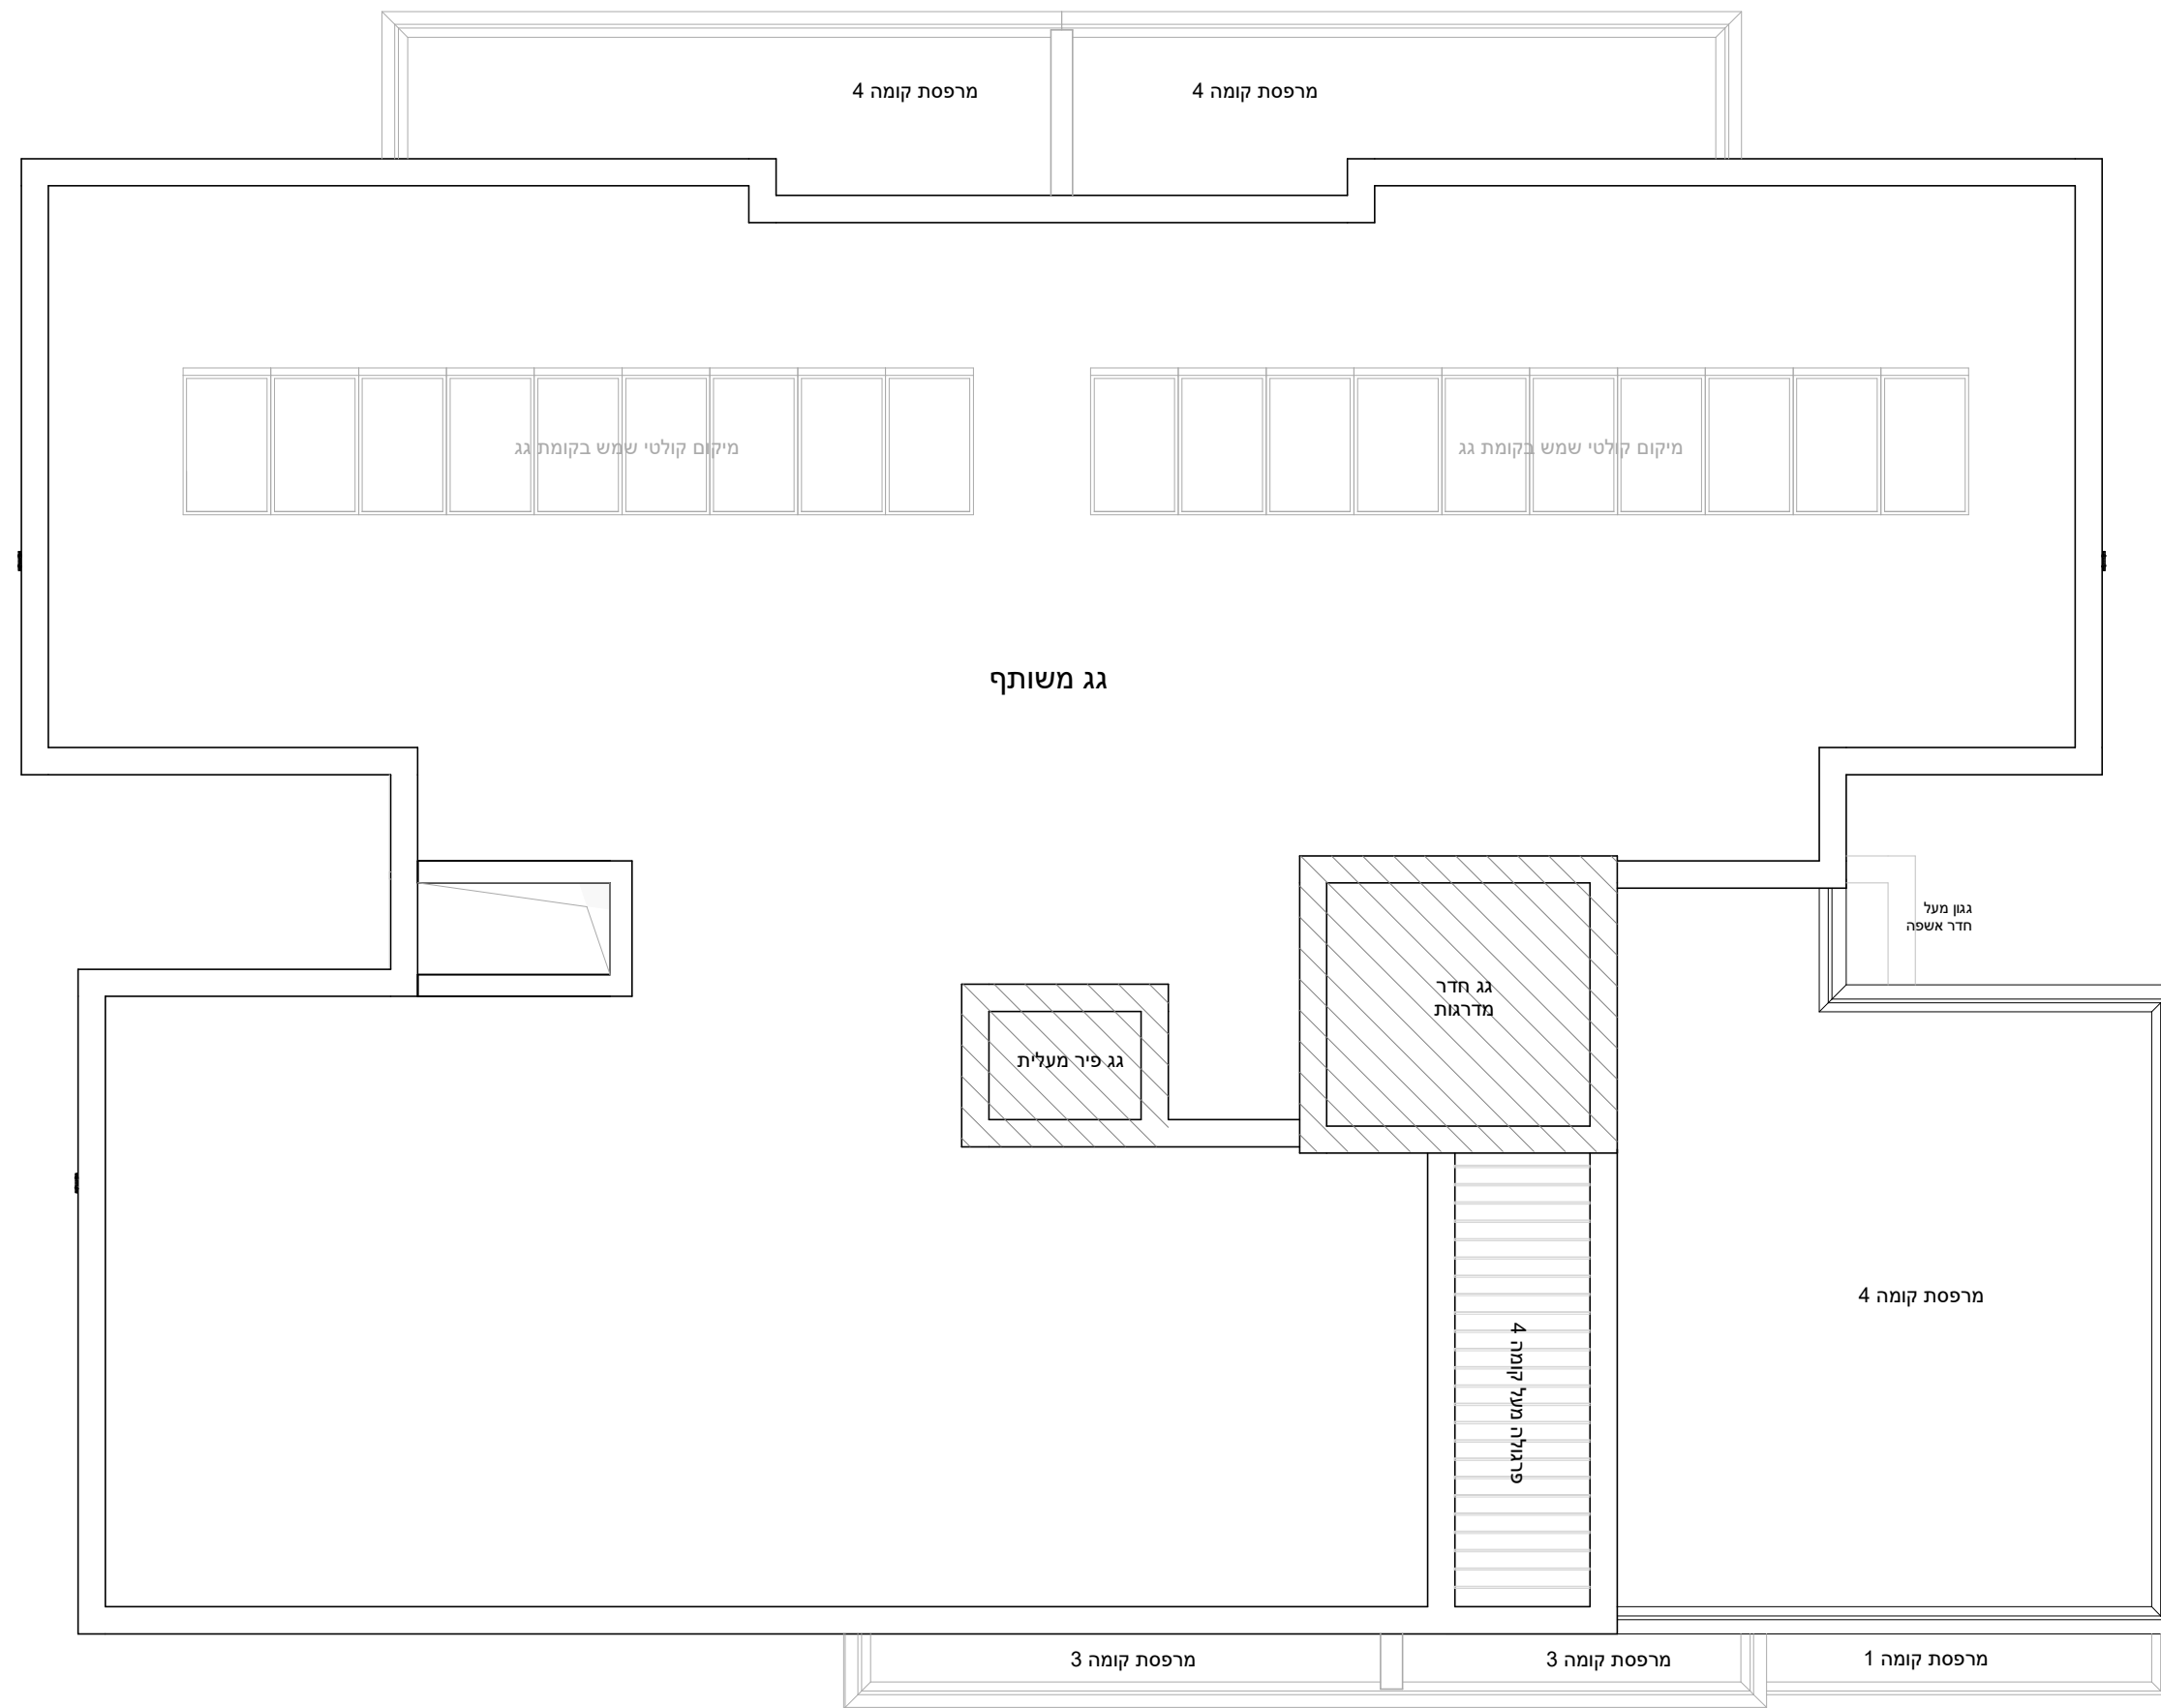 מרפסת קומה 4
מרפסת קומה 4
מיקום קולטי שמש בקומת גג
מיקום קולטי שמש בקומת גג
גג משותף
גגון מעל
חדר אשפה
גג חדר
מדרגות
גג פיר מעלית
מרפסת קומה 4
פרגולה מעל קומה 4
מרפסת קומה 1
מרפסת קומה 3
מרפסת קומה 3